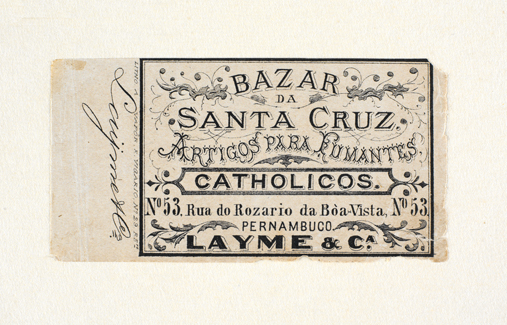 BAZAR
DA
SANTA CRUZ.
ARTIGOS PARA FUMANTES
CATHOLICOS.
Nº 53, Rua do Rozario da Bôa-Vista, Nº 53
PERNAMBUCO.
LAYME & Cª